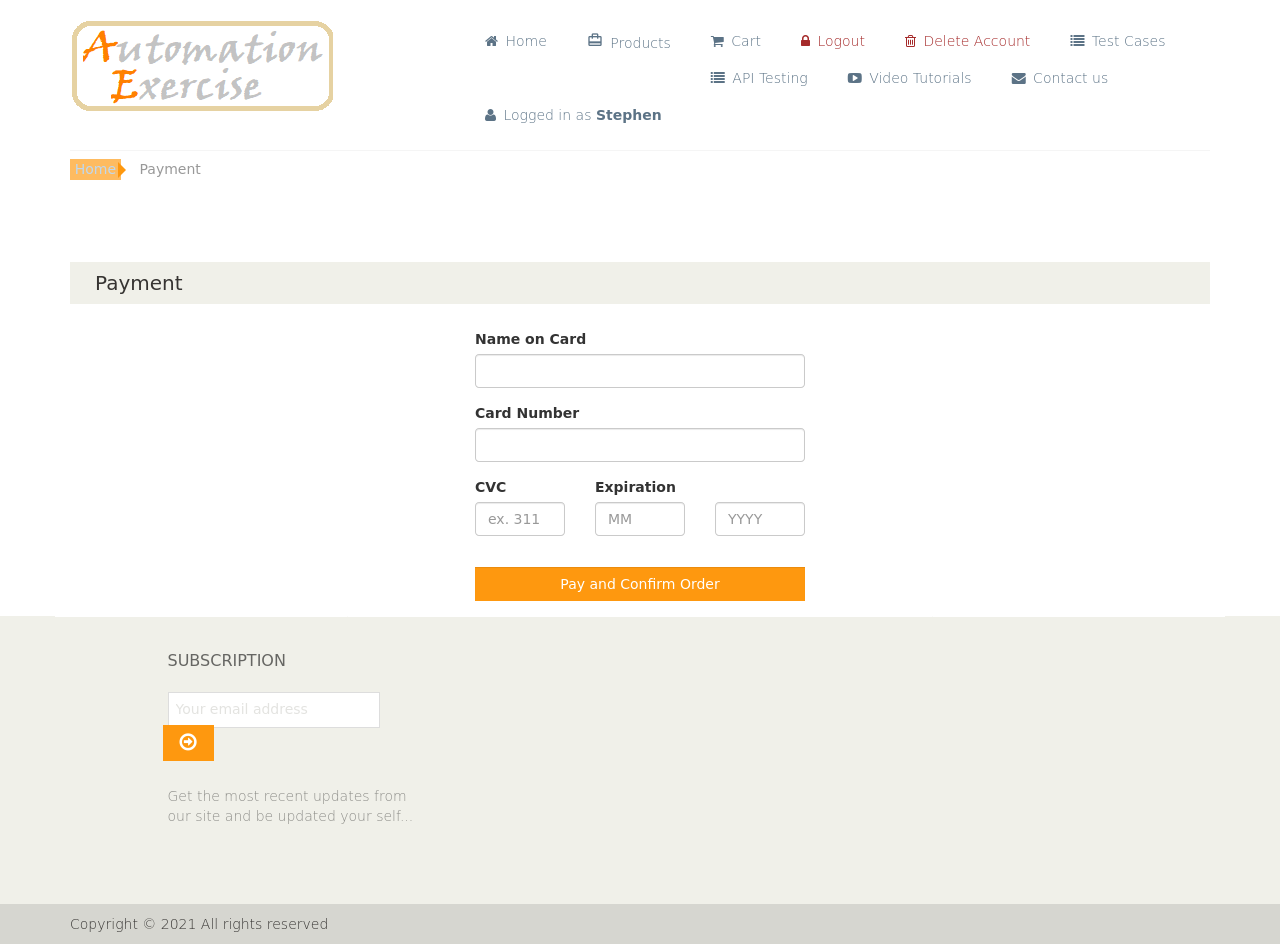 Automation
Exercise
Home
Products
Cart
Logout
Delete Account
Test Cases
API Testing
Video Tutorials
Contact us
Logged in as Stephen
Home
Payment
Payment
Name on Card
Card Number
CVC
Expiration
ex. 311
MM
YYYY
Pay and Confirm Order
SUBSCRIPTION
Your email address
Get the most recent updates from
our site and be updated your self...
Copyright © 2021 All rights reserved